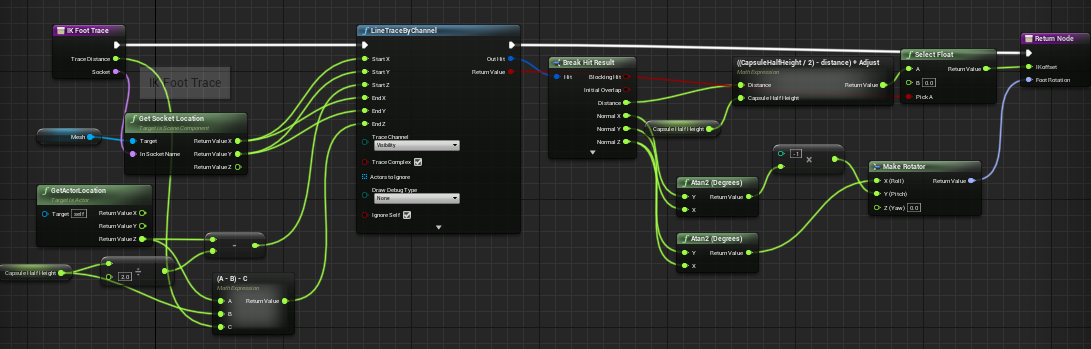 IK Foot Trace
Trace Distance
Socket
IK Foot Trace
Mesh
Get Socket Location
Target is Scene Component
Target
Return Value X
In Socket Name
Return Value Y
Return Value Z
GetActorLocation
Target is Actor
Target
self
Return Value X
Return Value Y
Return Value Z
Capsule Half Height
2.0
÷
-
(A - B) - C
Math Expression
A
Return Value
B
C
LineTraceByChannel
Start X
Out Hit
Start Y
Return Value
Start Z
End X
End Y
End Z
Trace Channel
Visibility
Trace Complex
Actors to Ignore
Draw Debug Type
None
Ignore Self
Break Hit Result
Hit
Blocking Hit
Initial Overlap
Distance
Normal X
Normal Y
Normal Z
Capsule Half Height
((CapsuleHalfHeight / 2) - distance) + Adjust
Math Expression
Distance
Return Value
Capsule Half Height
Atan2 (Degrees)
Y
Return Value
X
Atan2 (Degrees)
Y
Return Value
X
-1
×
Select Float
A
Return Value
B
0.0
Pick A
Make Rotator
X (Roll)
Return Value
Y (Pitch)
Z (Yaw)
0.0
Return Node
IKoffset
Foot Rotation